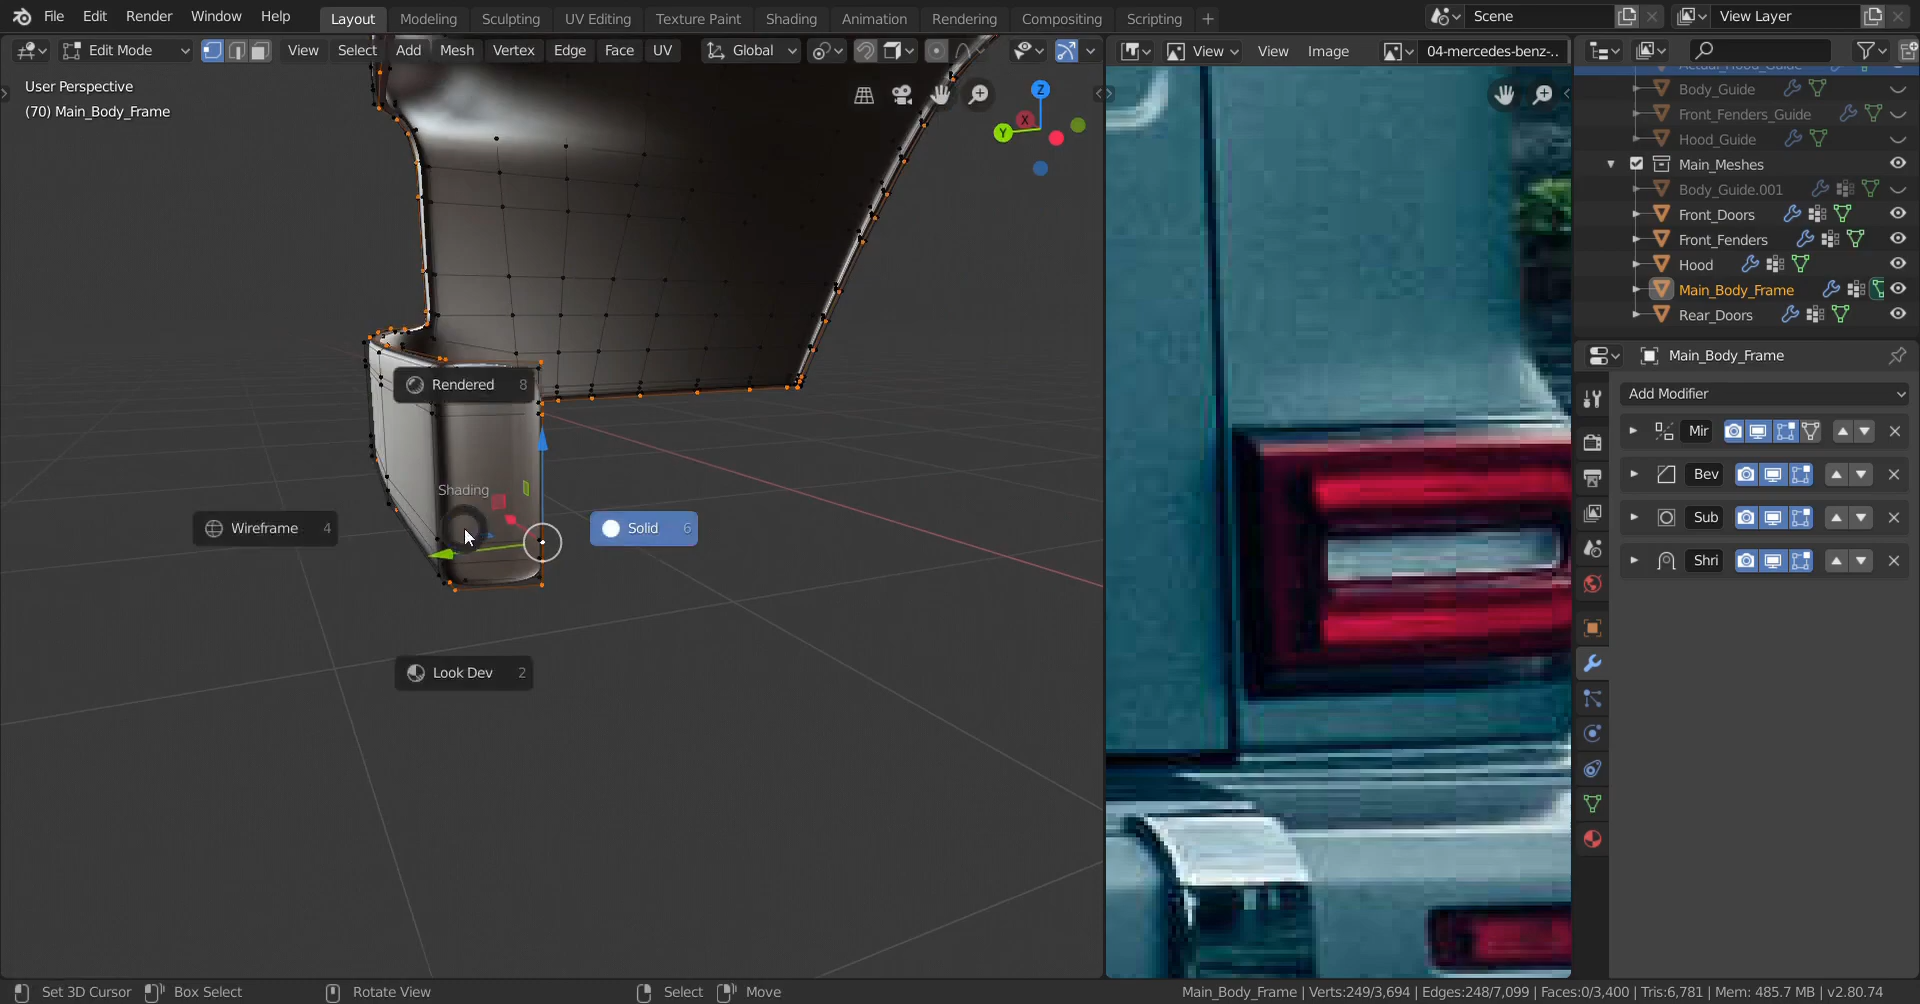 File Edit Render Window Help Layout Modeling Sculpting UV Editing Texture Paint Shading Animation Rendering Compositing Scripting + Scene View Layer
Edit Mode View Select Add Mesh Vertex Edge Face UV Global View View Image 04-mercedes-benz-..
User Perspective
(70) Main_Body_Frame
Z
Y
X
Rendered 8
Shading
Wireframe 4
Solid 6
Look Dev 2
Actual_Hood_Guide
Body_Guide
Front_Fenders_Guide
Hood_Guide
Main_Meshes
Body_Guide.001
Front_Doors
Front_Fenders
Hood
Main_Body_Frame
Rear_Doors
Main_Body_Frame
Add Modifier
Mir
Bev
Sub
Shri
Set 3D Cursor Box Select Rotate View Select Move Main_Body_Frame | Verts:249/3,694 | Edges:248/7,099 | Faces:0/3,400 | Tris:6,781 | Mem: 485.7 MB | v2.80.74